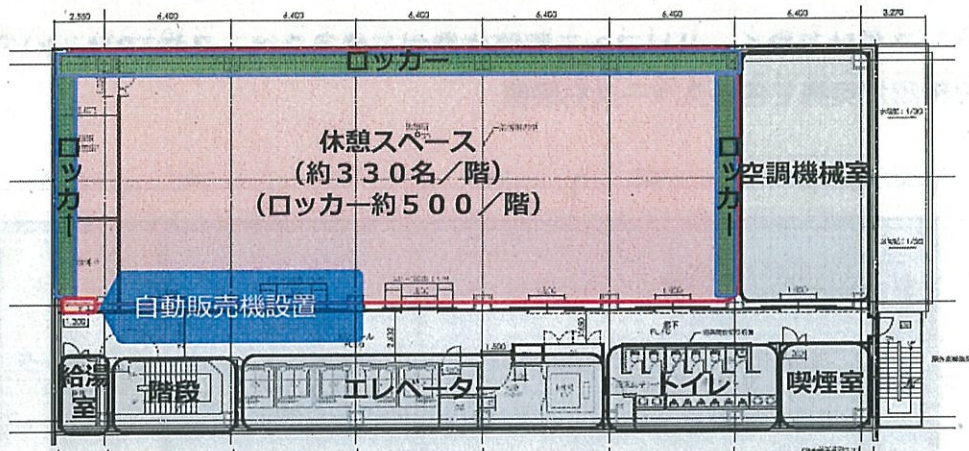 2,550 6,400 6,400 6,400 6,400 6,400 6,400 3,270
ロッカー
ロッカー
休憩スペース
(約330名/階)
(ロッカー約500/階)
ロッカー
空調機械室
自動販売機設置
廊下
給湯室
階段
エレベーター
トイレ
喫煙室